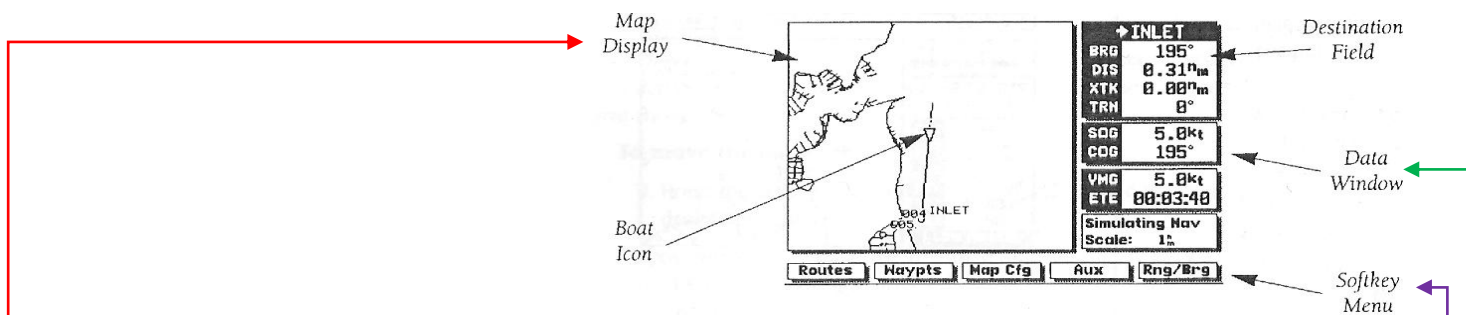 Map
Display
Boat
Icon
004 INLET
005
➔INLET
BRG 195°
DIS 0.31nm
XTK 0.00nm
TRN 0°
SOG 5.0kt
COG 195°
VMG 5.0kt
ETE 00:03:40
Simulating Nav
Scale: 1nm
Destination
Field
Data
Window
Softkey
Menu
Routes Waypts Map Cfg Aux Rng/Brg